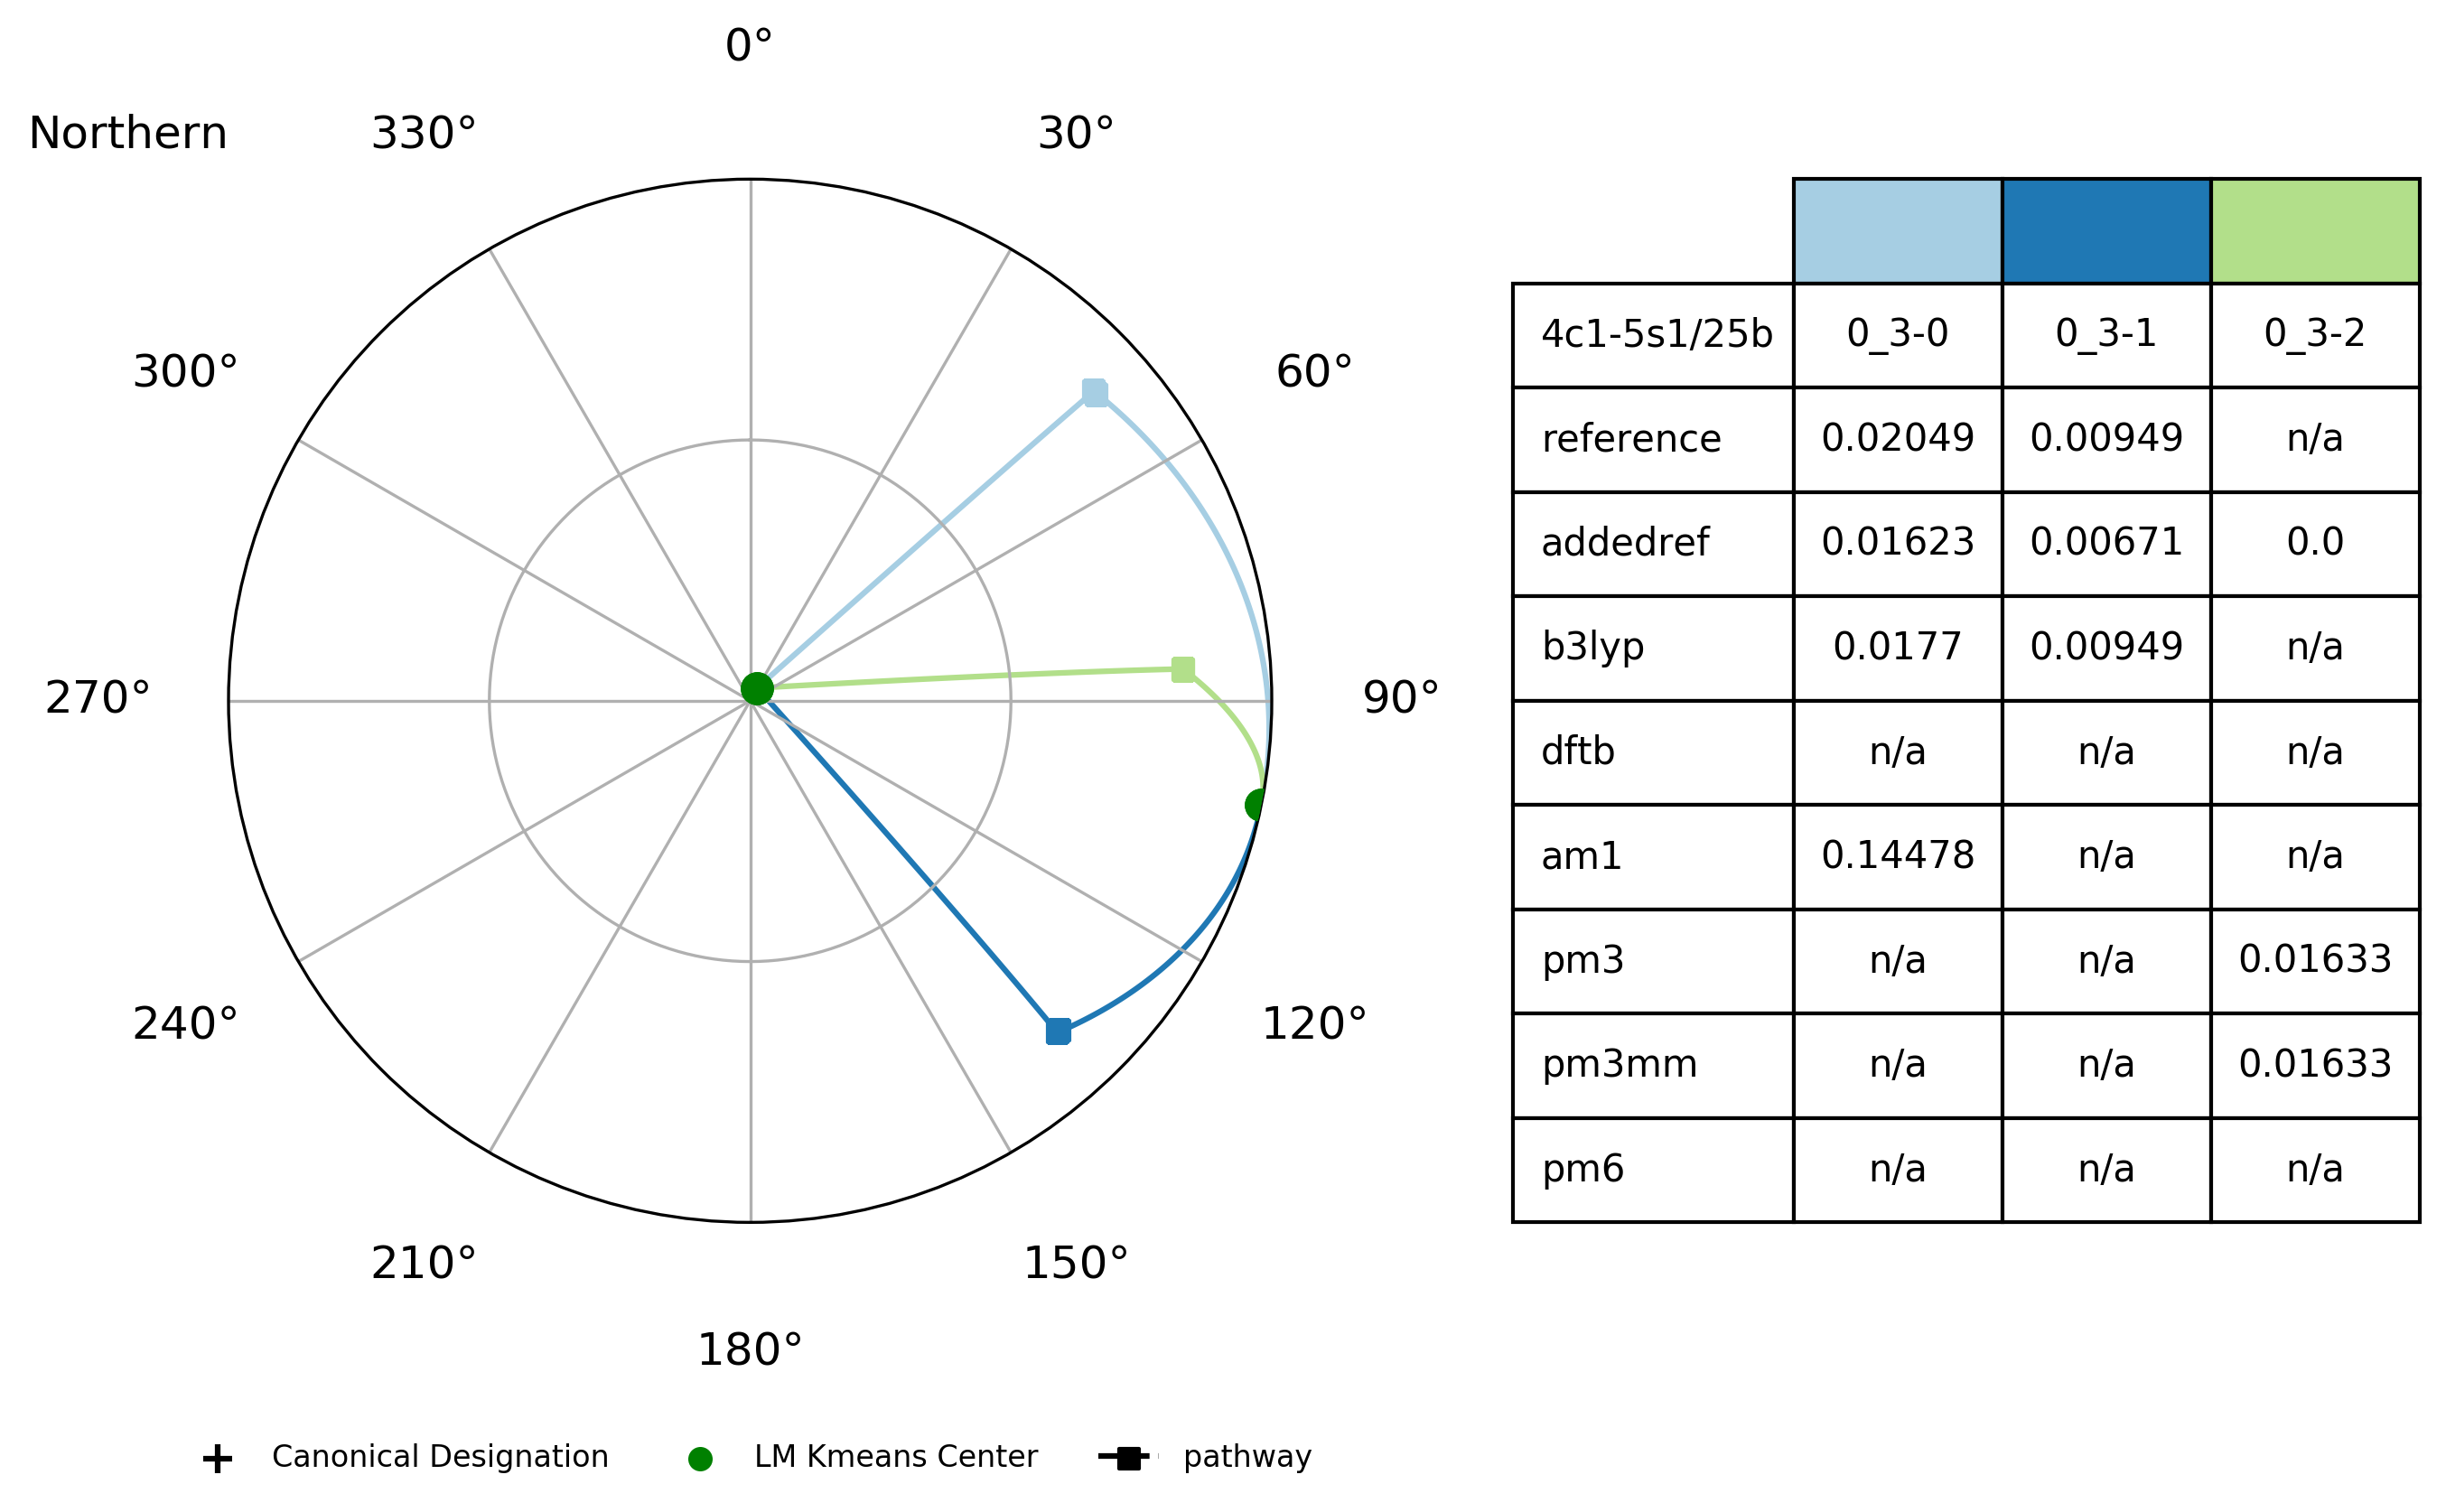 0°
Northern
330°
30°
300°
60°
270°
90°
240°
120°
210°
150°
180°
4c1-5s1/25b 0_3-0 0_3-1 0_3-2
reference 0.02049 0.00949 n/a
addedref 0.01623 0.00671 0.0
b3lyp 0.0177 0.00949 n/a
dftb n/a n/a n/a
am1 0.14478 n/a n/a
pm3 n/a n/a 0.01633
pm3mm n/a n/a 0.01633
pm6 n/a n/a n/a
Canonical Designation
LM Kmeans Center
pathway